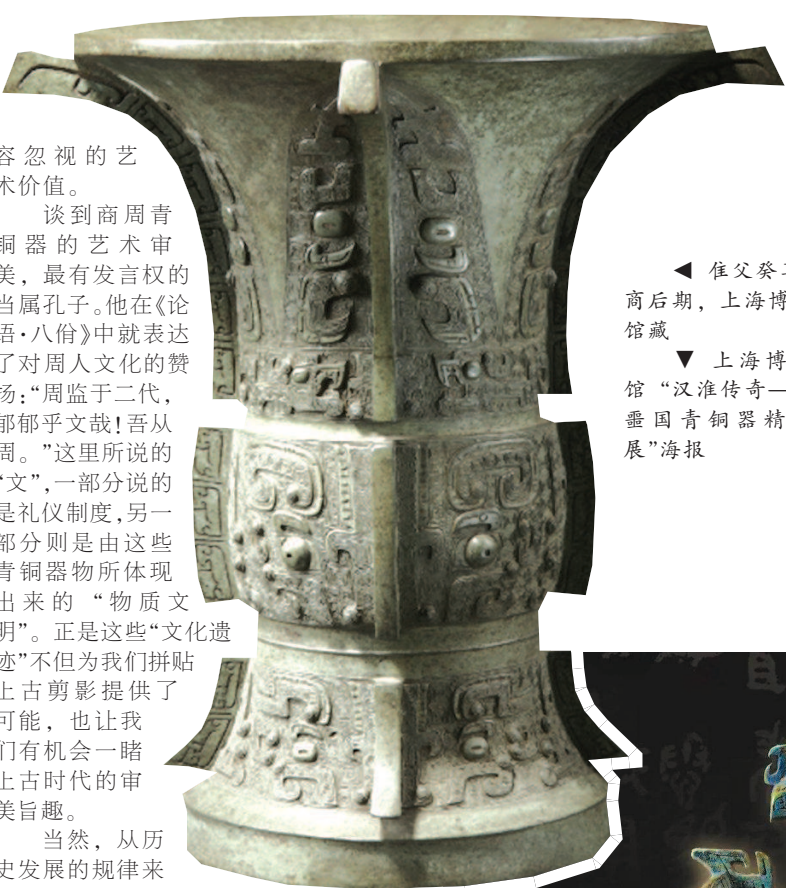 容忽视的艺
术价值。
谈到商周青
铜器的艺术审
美，最有发言权的
当属孔子。他在《论
语·八佾》中就表达
了对周人文化的赞
扬：“周监于二代，
郁郁乎文哉！吾从
周。”这里所说的
“文”，一部分说的
是礼仪制度，另一
部分则是由这些
青铜器物所体现
出来的“物质文
明”。正是这些“文化遗
迹”不但为我们拼贴
上古剪影提供了
可能，也让我
们有机会一睹
上古时代的审
美旨趣。
当然，从历
史发展的规律来
◀ 隹父癸
商后期，上海博
馆藏
▼ 上海博
馆“汉淮传奇—
噩国青铜器精
展”海报